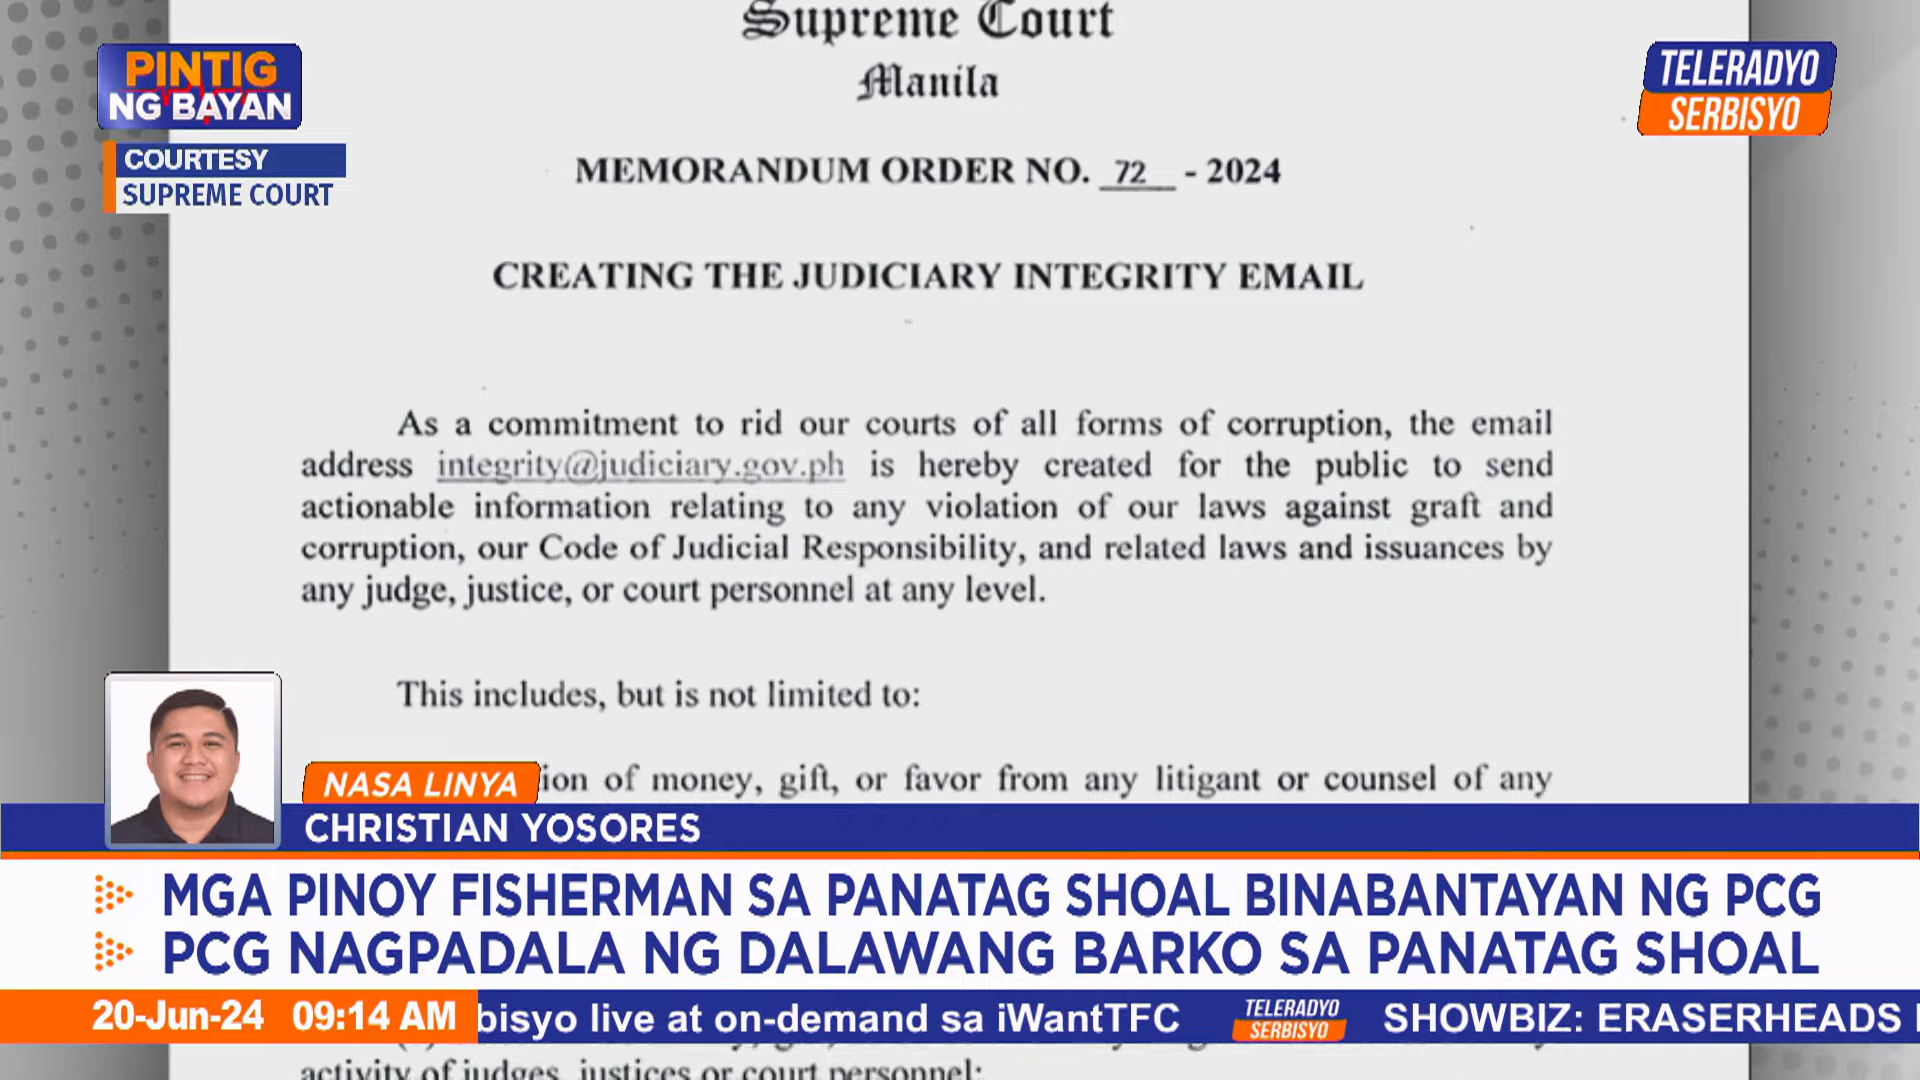 Supreme Court
Manila
PINTIG
NG BAYAN
TELERADYO
SERBISYO
COURTESY
SUPREME COURT
MEMORANDUM ORDER NO. 72 - 2024
CREATING THE JUDICIARY INTEGRITY EMAIL
As a commitment to rid our courts of all forms of corruption, the email
address integrity@judiciary.gov.ph is hereby created for the public to send
actionable information relating to any violation of our laws against graft and
corruption, our Code of Judicial Responsibility, and related laws and issuances by
any judge, justice, or court personnel at any level.
This includes, but is not limited to:
ion of money, gift, or favor from any litigant or counsel of any
NASA LINYA
CHRISTIAN YOSORES
MGA PINOY FISHERMAN SA PANATAG SHOAL BINABANTAYAN NG PCG
PCG NAGPADALA NG DALAWANG BARKO SA PANATAG SHOAL
20-Jun-24 09:14 AM bisyo live at on-demand sa iWantTFC TELERADYO SERBISYO SHOWBIZ: ERASERHEADS
activity of judges, justices or court personnel;